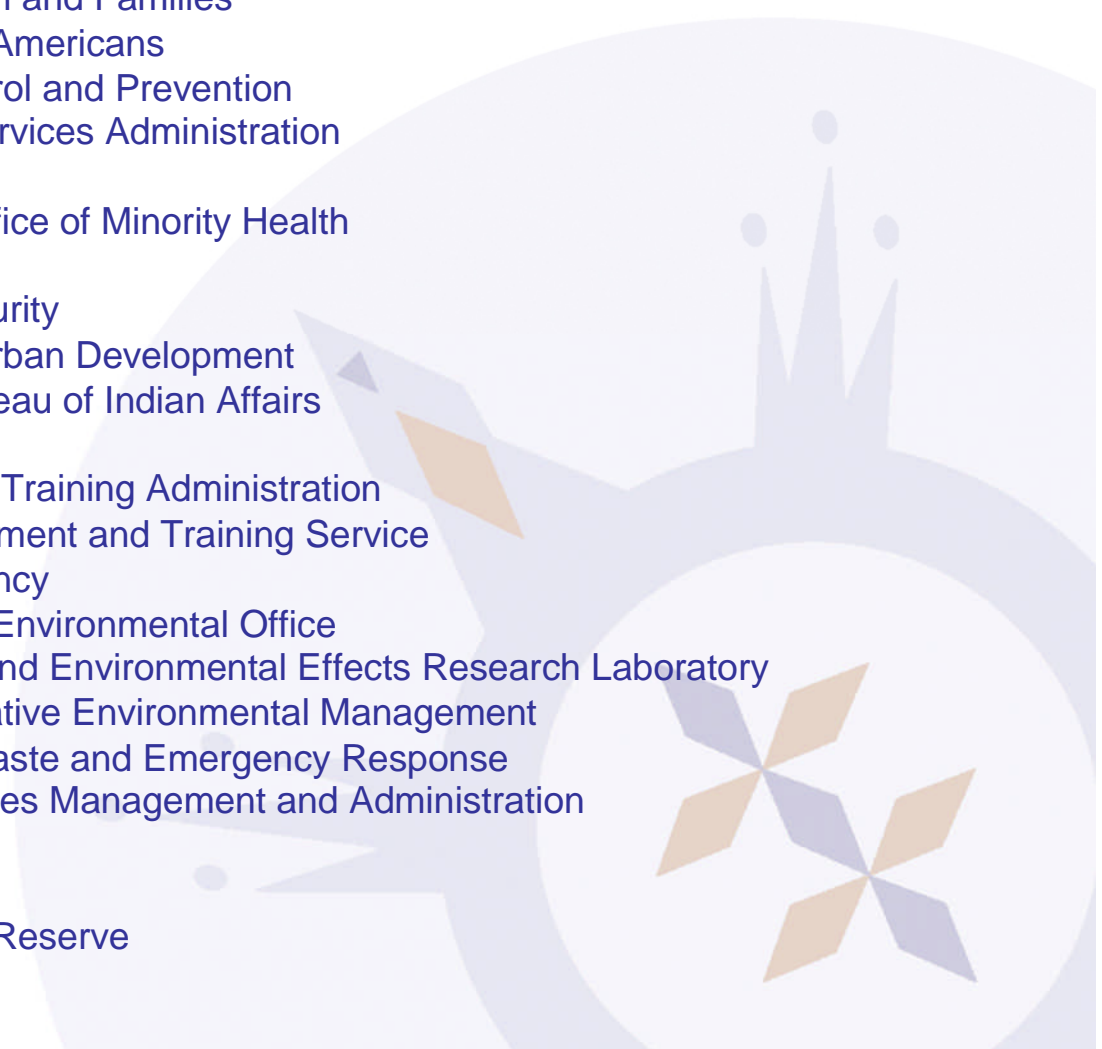 and Families
Americans
rol and Prevention
rvices Administration
fice of Minority Health
urity
rban Development
eau of Indian Affairs
Training Administration
ment and Training Service
ncy
Environmental Office
nd Environmental Effects Research Laboratory
ative Environmental Management
aste and Emergency Response
es Management and Administration
Reserve